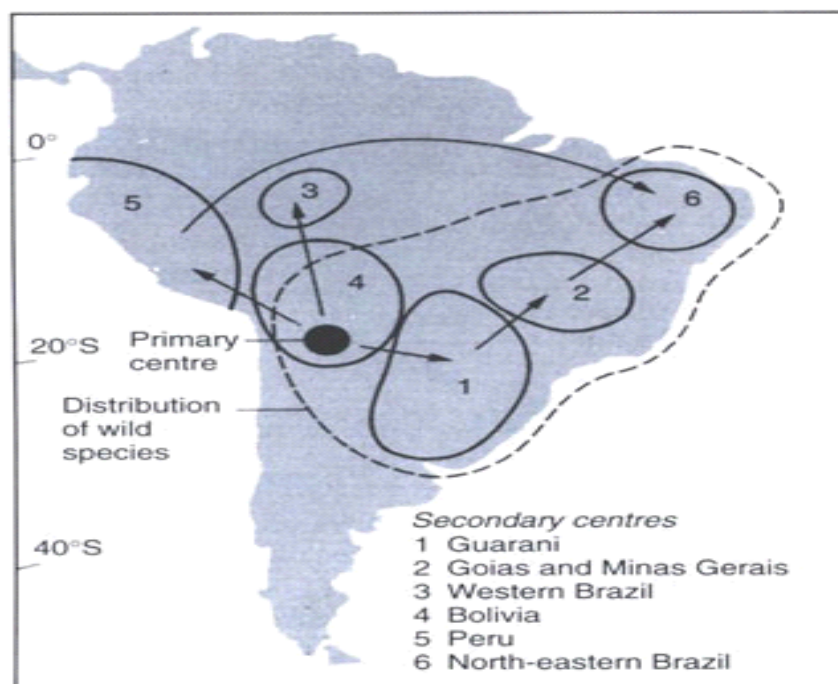 0°
5
3
6
4
2
20°S
Primary
centre
1
Distribution
of wild
species
Secondary centres
1 Guarani
2 Goias and Minas Gerais
3 Western Brazil
4 Bolivia
5 Peru
6 North-eastern Brazil
40°S